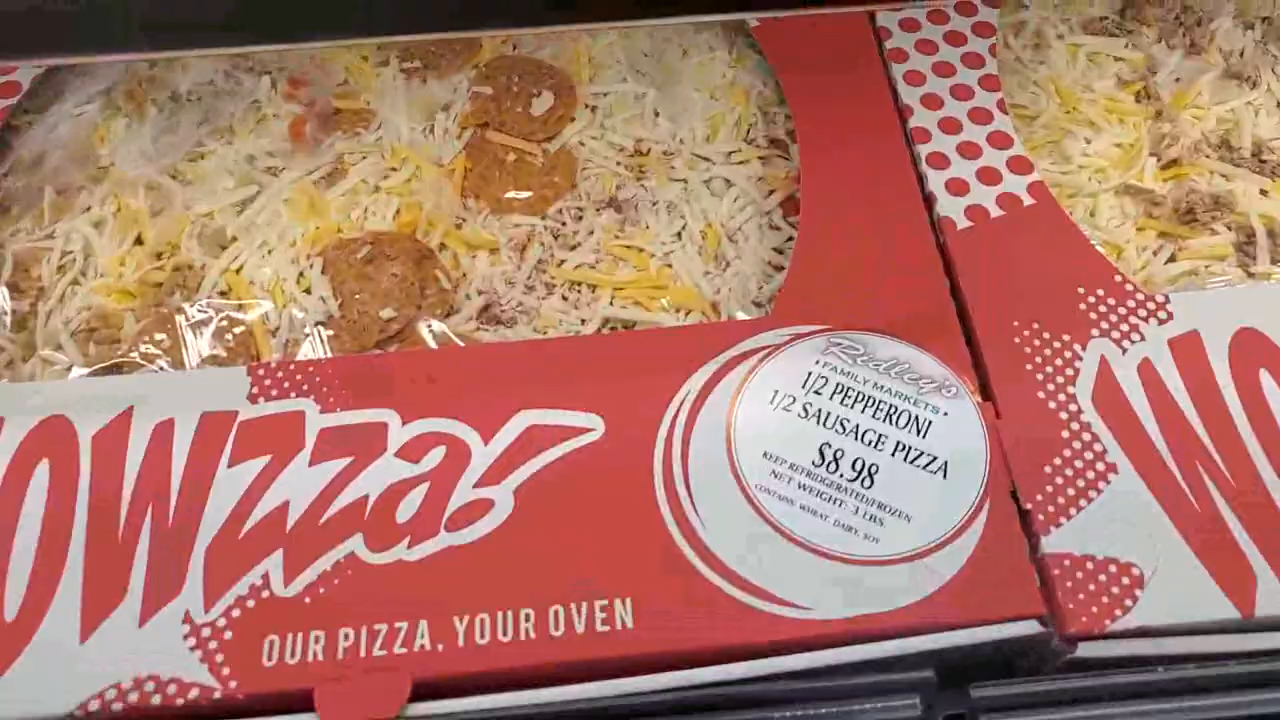 OWZZa!
OUR PIZZA, YOUR OVEN
Ridley's
• FAMILY MARKETS •
1/2 PEPPERONI
1/2 SAUSAGE PIZZA
$8.98
KEEP REFRIDGERATED/FROZEN
NET WEIGHT: 3 LBS.
CONTAINS: WHEAT, DAIRY, SOY
WO